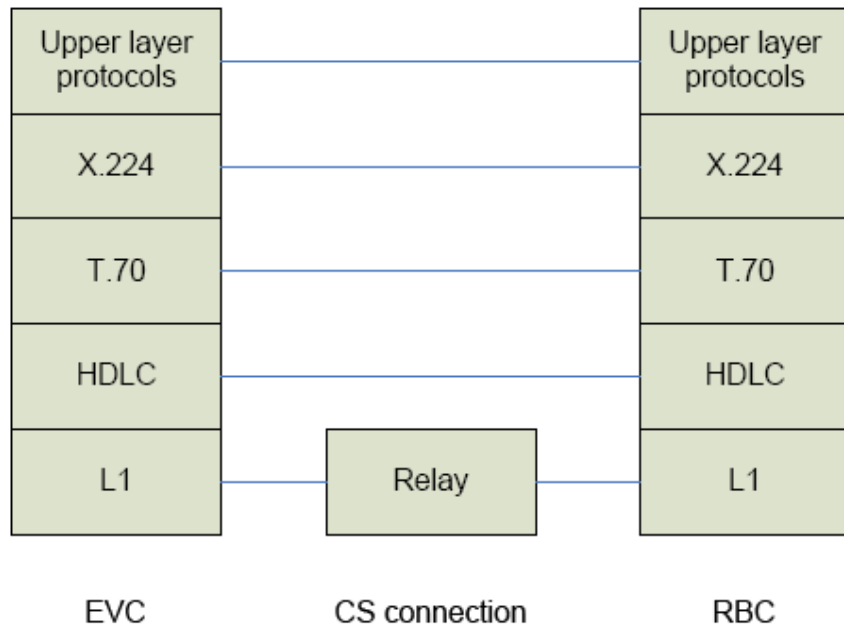 Upper layer
protocols
Upper layer
protocols
X.224
X.224
T.70
T.70
HDLC
HDLC
L1
Relay
L1
EVC
CS connection
RBC